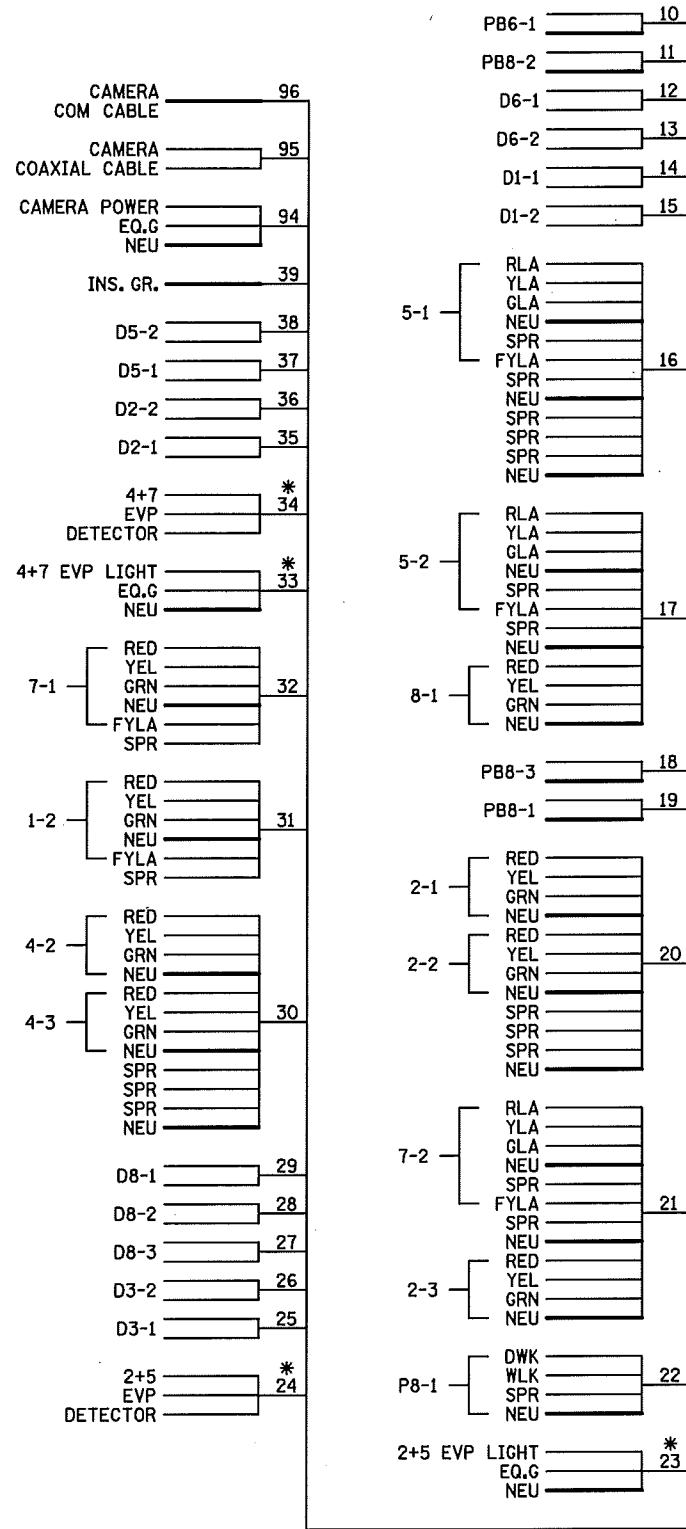 CAMERA
COM CABLE 96
CAMERA
COAXIAL CABLE 95
CAMERA POWER
EQ.G 94
NEU
INS. GR. 39
D5-2 38
D5-1 37
D2-2 36
D2-1 35
4+7 *
EVP 34
DETECTOR
4+7 EVP LIGHT *
EQ.G 33
NEU
RED
YEL
7-1 GRN 32
NEU
FYLA
SPR
RED
YEL
1-2 GRN 31
NEU
FYLA
SPR
RED
YEL
4-2 GRN
NEU
RED
YEL 30
4-3 GRN
NEU
SPR
SPR
SPR
NEU
D8-1 29
D8-2 28
D8-3 27
D3-2 26
D3-1 25
2+5 *
EVP 24
DETECTOR
PB6-1 10
PB8-2 11
D6-1 12
D6-2 13
D1-1 14
D1-2 15
RLA
YLA
GLA
5-1 NEU
SPR
FYLA 16
SPR
NEU
SPR
SPR
SPR
NEU
RLA
YLA
5-2 GLA
NEU
SPR
FYLA 17
SPR
NEU
RED
8-1 YEL
GRN
NEU
PB8-3 18
PB8-1 19
RED
2-1 YEL
GRN
NEU
RED
2-2 YEL 20
GRN
NEU
SPR
SPR
SPR
NEU
RLA
YLA
7-2 GLA
NEU
SPR
FYLA 21
SPR
NEU
RED
2-3 YEL
GRN
NEU
DWK
P8-1 WLK 22
SPR
NEU
2+5 EVP LIGHT *
EQ.G 23
NEU